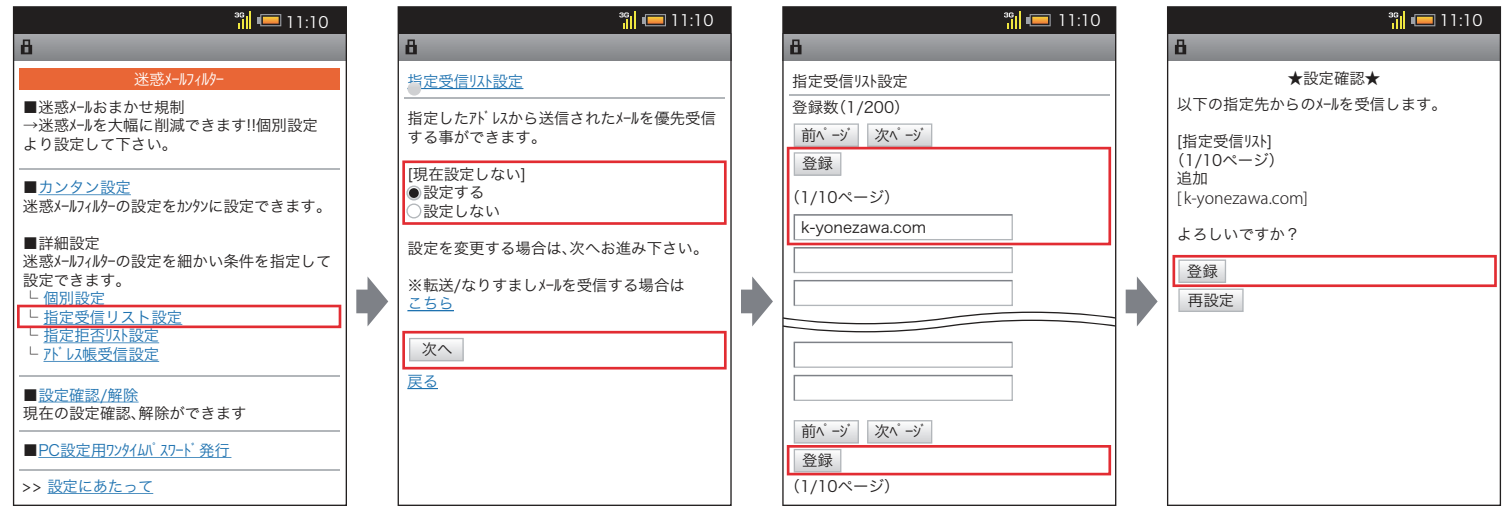 3G 11:10
迷惑ﾒｰﾙﾌｨﾙﾀｰ
■迷惑ﾒｰﾙおまかせ規制
→迷惑ﾒｰﾙを大幅に削減できます!!個別設定
より設定して下さい。
■カンタン設定
迷惑ﾒｰﾙﾌｨﾙﾀｰの設定をｶﾝﾀﾝに設定できます。
■詳細設定
迷惑ﾒｰﾙﾌｨﾙﾀｰの設定を細かい条件を指定して
設定できます。
└ 個別設定
└ 指定受信リスト設定
└ 指定拒否ﾘｽﾄ設定
└ ｱﾄﾞﾚｽ帳受信設定
■設定確認/解除
現在の設定確認、解除ができます
■PC設定用ﾜﾝﾀｲﾑﾊﾟｽﾜｰﾄﾞ発行
>> 設定にあたって
3G 11:10
指定受信ﾘｽﾄ設定
指定したｱﾄﾞﾚｽから送信されたﾒｰﾙを優先受信
する事ができます。
[現在設定しない]
設定する
設定しない
設定を変更する場合は、次へお進み下さい。
※転送/なりすましﾒｰﾙを受信する場合は
こちら
次へ
戻る
3G 11:10
指定受信ﾘｽﾄ設定
登録数(1/200)
前ﾍﾟｰｼﾞ 次ﾍﾟｰｼﾞ
登録
(1/10ページ)
k-yonezawa.com
前ﾍﾟｰｼﾞ 次ﾍﾟｰｼﾞ
登録
(1/10ページ)
3G 11:10
★設定確認★
以下の指定先からのﾒｰﾙを受信します。
[指定受信ﾘｽﾄ]
(1/10ページ)
追加
[k-yonezawa.com]
よろしいですか？
登録
再設定